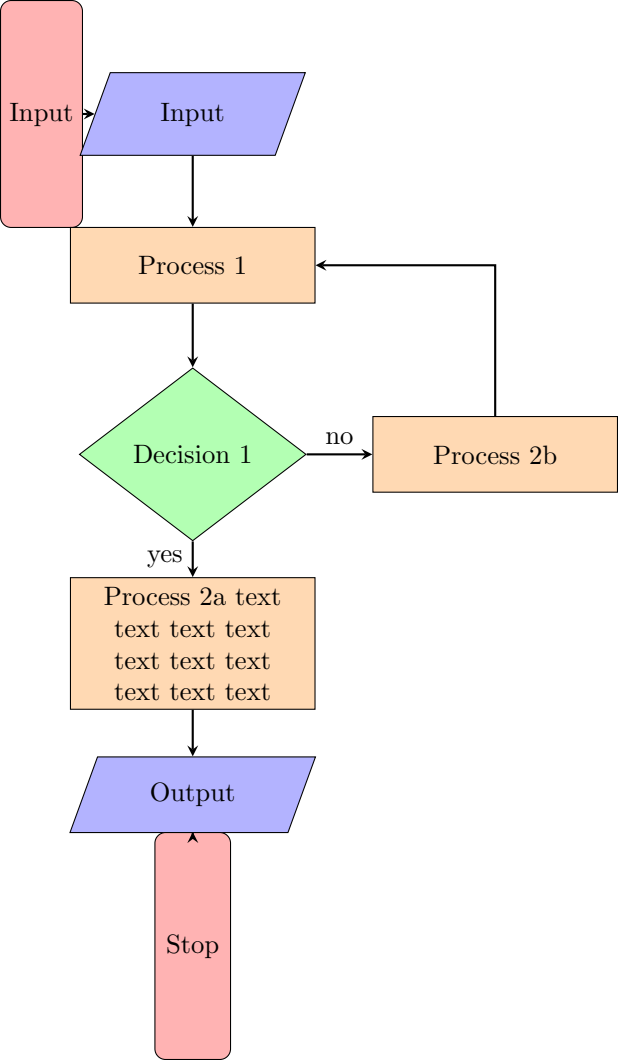 Input
Input
Process 1
Decision 1
no
Process 2b
yes
Process 2a text
text text text
text text text
text text text
Output
Stop